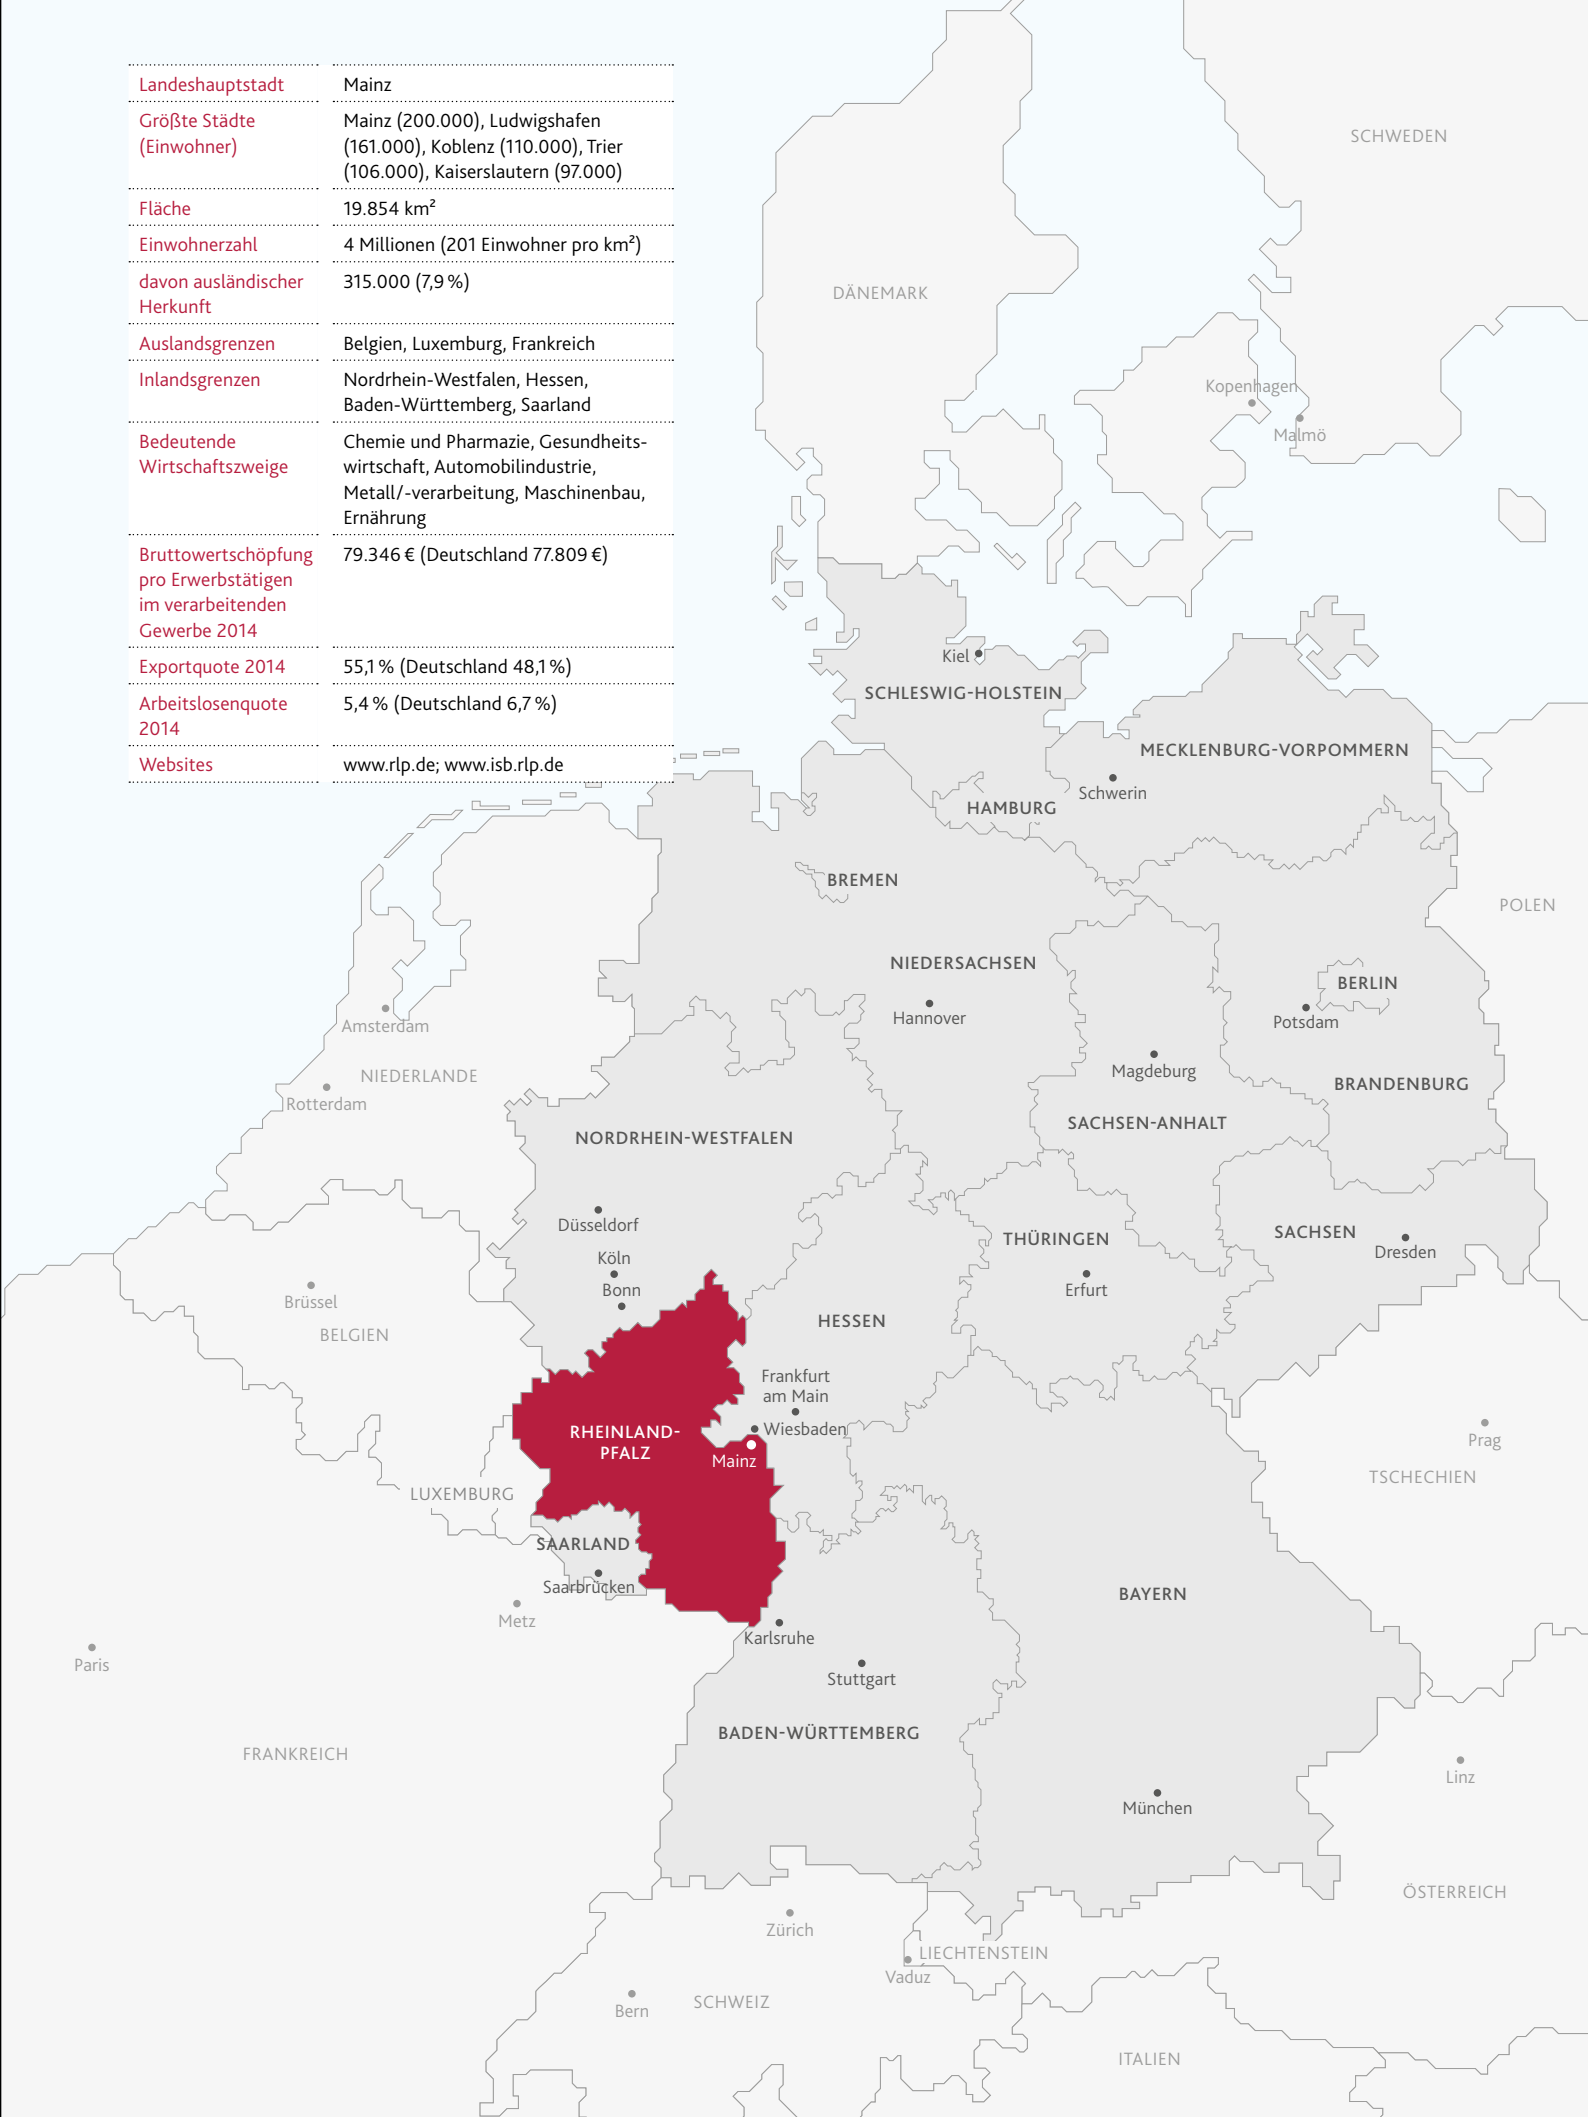 Landeshauptstadt Mainz
Größte Städte (Einwohner) Mainz (200.000), Ludwigshafen
(161.000), Koblenz (110.000), Trier
(106.000), Kaiserslautern (97.000)
Fläche 19.854 km²
Einwohnerzahl 4 Millionen (201 Einwohner pro km²)
davon ausländischer Herkunft 315.000 (7,9 %)
Auslandsgrenzen Belgien, Luxemburg, Frankreich
Inlandsgrenzen Nordrhein-Westfalen, Hessen,
Baden-Württemberg, Saarland
Bedeutende Wirtschaftszweige Chemie und Pharmazie, Gesundheits-
wirtschaft, Automobilindustrie,
Metall/-verarbeitung, Maschinenbau,
Ernährung
Bruttowertschöpfung
pro Erwerbstätigen
im verarbeitenden
Gewerbe 2014 79.346 € (Deutschland 77.809 €)
Exportquote 2014 55,1 % (Deutschland 48,1 %)
Arbeitslosenquote
2014 5,4 % (Deutschland 6,7 %)
Websites www.rlp.de; www.isb.rlp.de
SCHWEDEN
DÄNEMARK
Kopenhagen
Malmö
Kiel
SCHLESWIG-HOLSTEIN
MECKLENBURG-VORPOMMERN
Schwerin
HAMBURG
BREMEN
POLEN
NIEDERSACHSEN
BERLIN
Hannover
Potsdam
Amsterdam
Magdeburg
NIEDERLANDE
BRANDENBURG
Rotterdam
SACHSEN-ANHALT
NORDRHEIN-WESTFALEN
Düsseldorf
SACHSEN
THÜRINGEN
Dresden
Köln
Bonn
Erfurt
Brüssel
HESSEN
BELGIEN
Frankfurt
am Main
Wiesbaden
RHEINLAND-
PFALZ
Prag
Mainz
TSCHECHIEN
LUXEMBURG
SAARLAND
Saarbrücken
BAYERN
Metz
Karlsruhe
Paris
Stuttgart
BADEN-WÜRTTEMBERG
FRANKREICH
Linz
München
ÖSTERREICH
Zürich
LIECHTENSTEIN
Vaduz
SCHWEIZ
Bern
ITALIEN